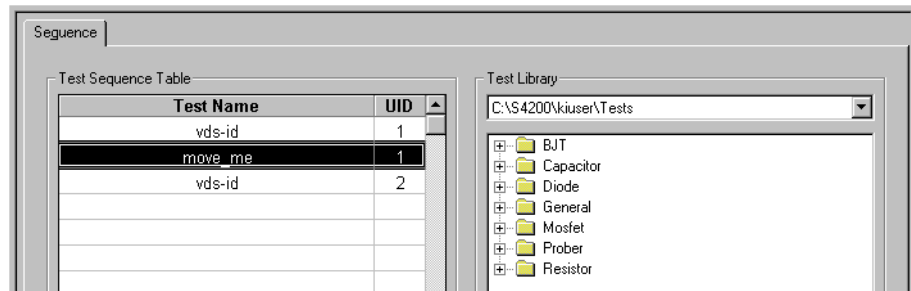 Seguence
Test Sequence Table
Test Name UID
vds-id 1
move_me 1
vds-id 2
Test Library
C:\S4200\kiuser\Tests
BJT
Capacitor
Diode
General
Mosfet
Prober
Resistor